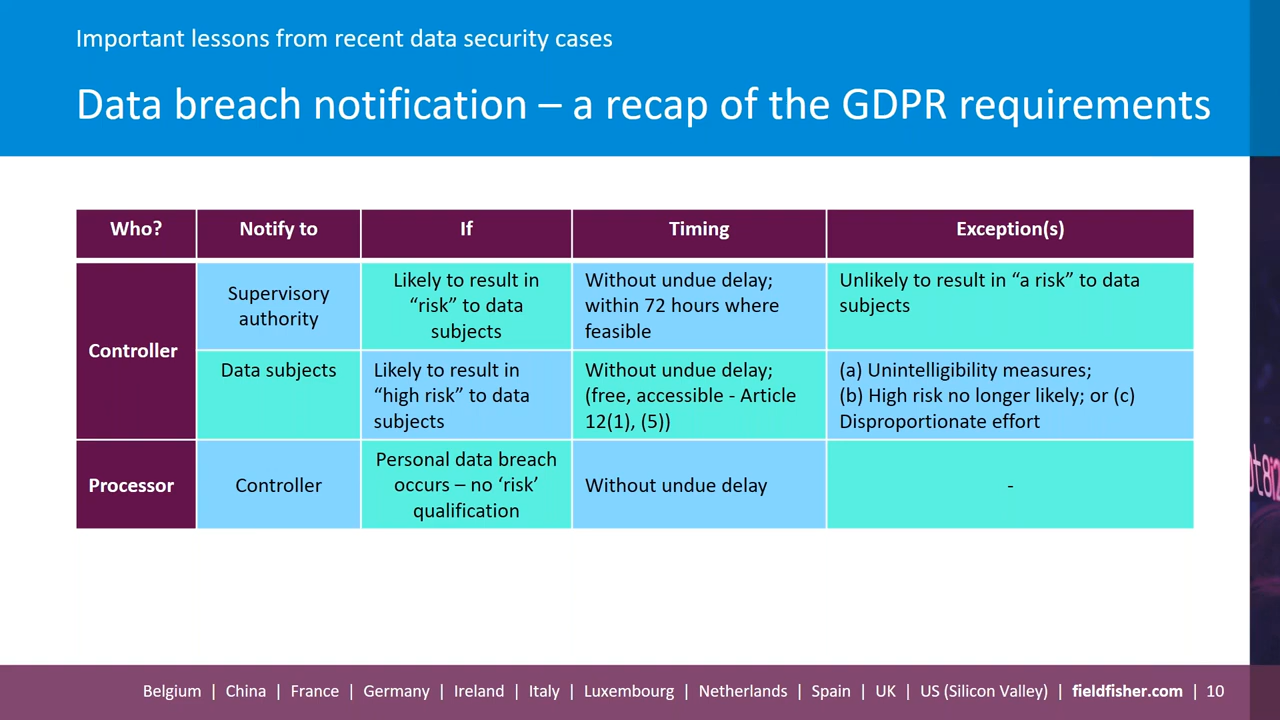 Important lessons from recent data security cases
Data breach notification – a recap of the GDPR requirements
Who?
Notify to
If
Timing
Exception(s)
Controller
Supervisory
authority
Likely to result in
“risk” to data
subjects
Without undue delay;
within 72 hours where
feasible
Unlikely to result in “a risk” to data
subjects
Data subjects
Likely to result in
“high risk” to data
subjects
Without undue delay;
(free, accessible - Article
12(1), (5))
(a) Unintelligibility measures;
(b) High risk no longer likely; or (c)
Disproportionate effort
Processor
Controller
Personal data breach
occurs – no ‘risk’
qualification
Without undue delay
-
Belgium | China | France | Germany | Ireland | Italy | Luxembourg | Netherlands | Spain | UK | US (Silicon Valley) | fieldfisher.com | 10